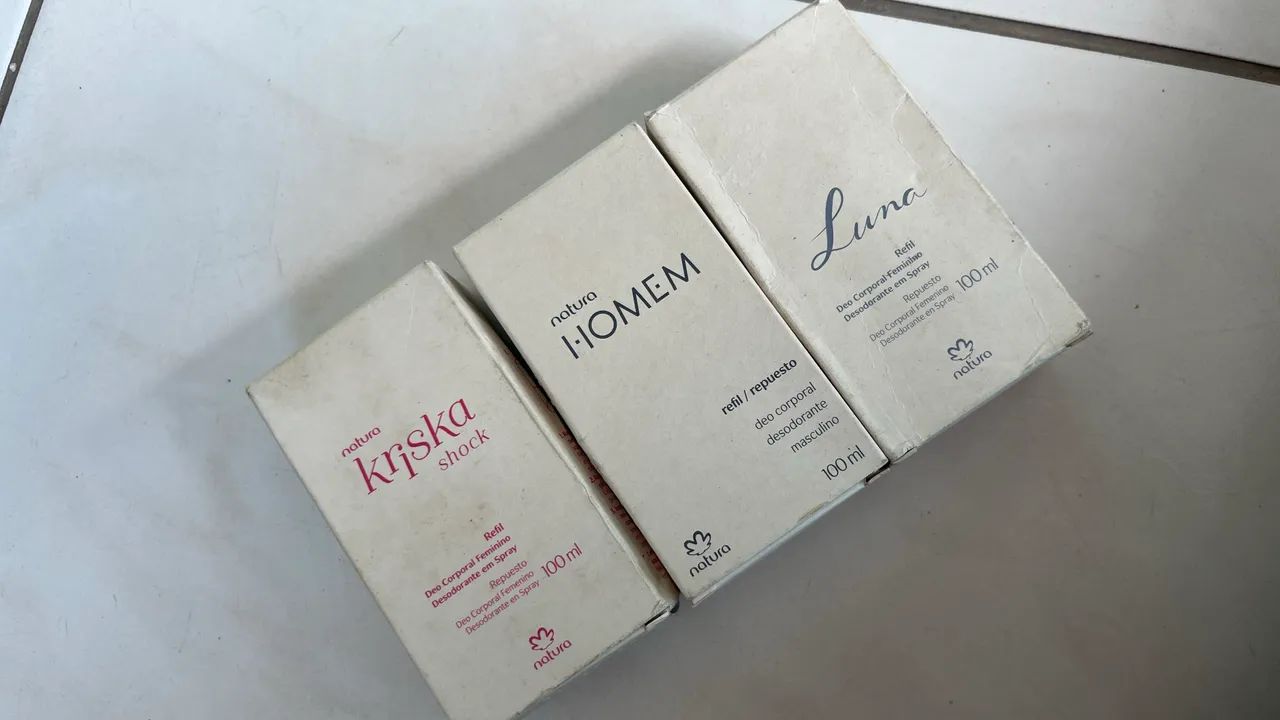 natura
kriska
shock
Refil
Deo Corporal Feminino
Desodorante em Spray
Repuesto
Deo Corporal Femenino
Desodorante en Spray
100 ml
natura
natura
HOMEM
refil / repuesto
deo corporal
desodorante
masculino
100 ml
natura
Luna
Refil
Deo Corporal Feminino
Desodorante em Spray
Repuesto
Deo Corporal Femenino
Desodorante en Spray
100 ml
natura